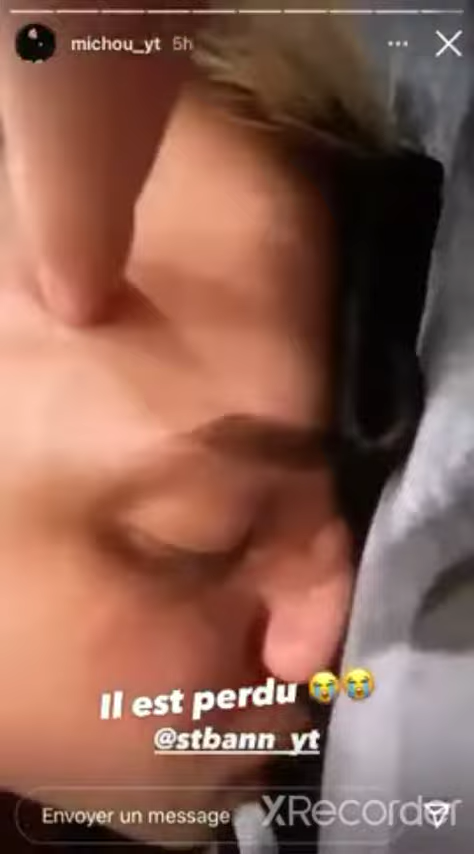 michou_yt 5h
Il est perdu 😭😭
@stbann_yt
Envoyer un message
XRecorder